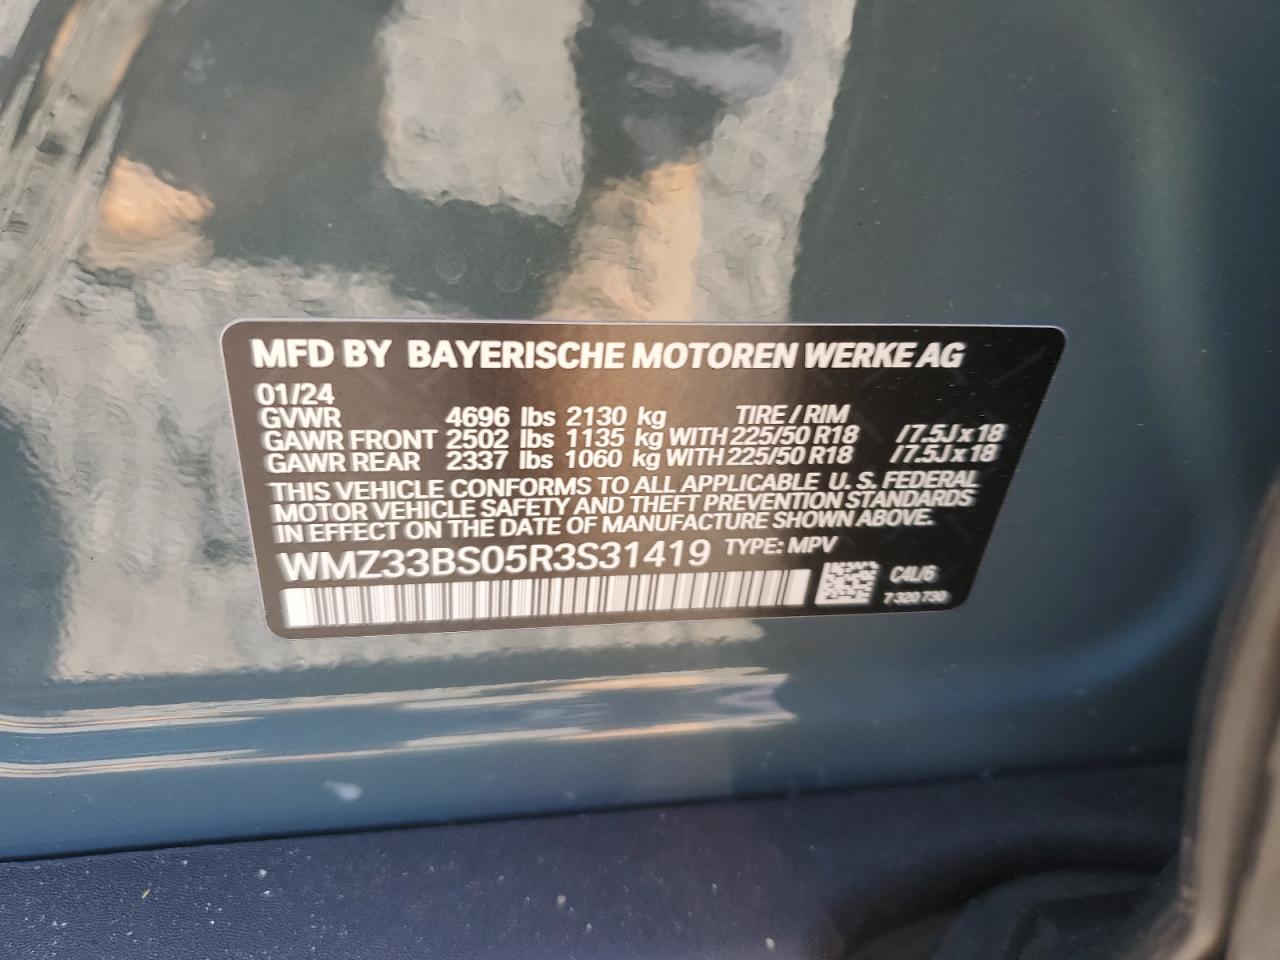 MFD BY BAYERISCHE MOTOREN WERKE AG
01/24
GVWR 4696 lbs 2130 kg TIRE / RIM
GAWR FRONT 2502 lbs 1135 kg WITH 225/50 R18 /7.5J x 18
GAWR REAR 2337 lbs 1060 kg WITH 225/50 R18 /7.5J x 18
THIS VEHICLE CONFORMS TO ALL APPLICABLE U. S. FEDERAL
MOTOR VEHICLE SAFETY AND THEFT PREVENTION STANDARDS
IN EFFECT ON THE DATE OF MANUFACTURE SHOWN ABOVE.
WMZ33BS05R3S31419 TYPE: MPV
C4L/6
7 320 730